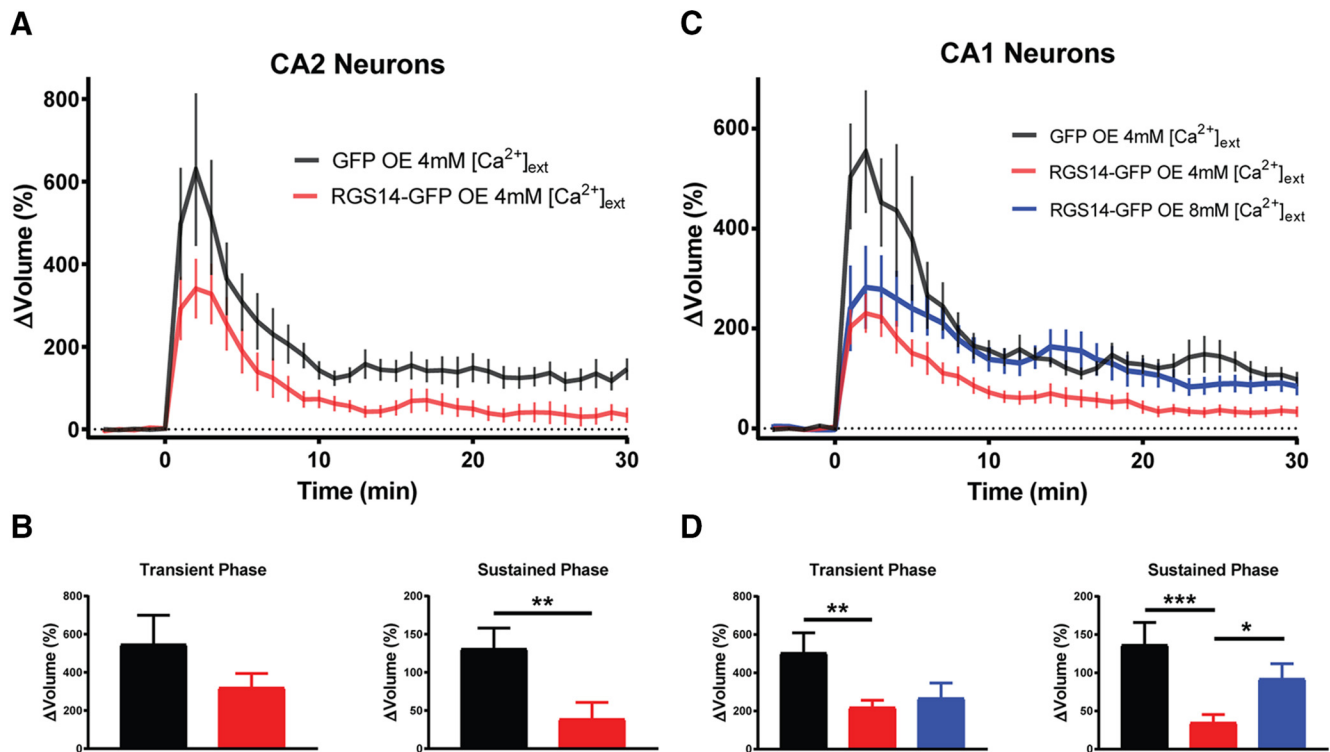 A
CA2 Neurons
GFP OE 4mM [Ca2+]ext
RGS14-GFP OE 4mM [Ca2+]ext
ΔVolume (%)
800
600
400
200
0
0 10 20 30
Time (min)
C
CA1 Neurons
GFP OE 4mM [Ca2+]ext
RGS14-GFP OE 4mM [Ca2+]ext
RGS14-GFP OE 8mM [Ca2+]ext
ΔVolume (%)
600
400
200
0
0 10 20 30
Time (min)
B
Transient Phase
ΔVolume (%)
800
600
400
200
0
Sustained Phase
**
ΔVolume (%)
200
150
100
50
0
D
Transient Phase
**
ΔVolume (%)
800
600
400
200
0
Sustained Phase
***
*
ΔVolume (%)
200
150
100
50
0